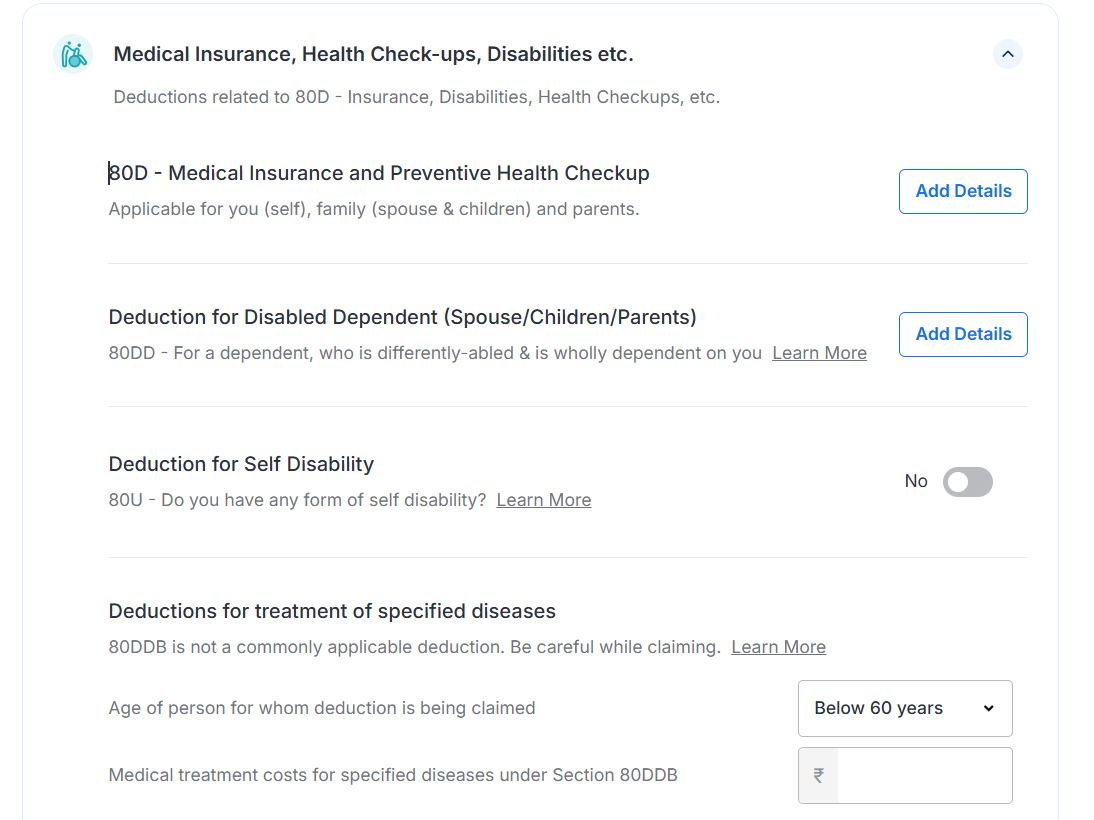 Medical Insurance, Health Check-ups, Disabilities etc.
Deductions related to 80D - Insurance, Disabilities, Health Checkups, etc.
80D - Medical Insurance and Preventive Health Checkup
Applicable for you (self), family (spouse & children) and parents.
Add Details
Deduction for Disabled Dependent (Spouse/Children/Parents)
80DD - For a dependent, who is differently-abled & is wholly dependent on you Learn More
Add Details
Deduction for Self Disability
80U - Do you have any form of self disability? Learn More
No
Deductions for treatment of specified diseases
80DDB is not a commonly applicable deduction. Be careful while claiming. Learn More
Age of person for whom deduction is being claimed
Below 60 years
Medical treatment costs for specified diseases under Section 80DDB
₹